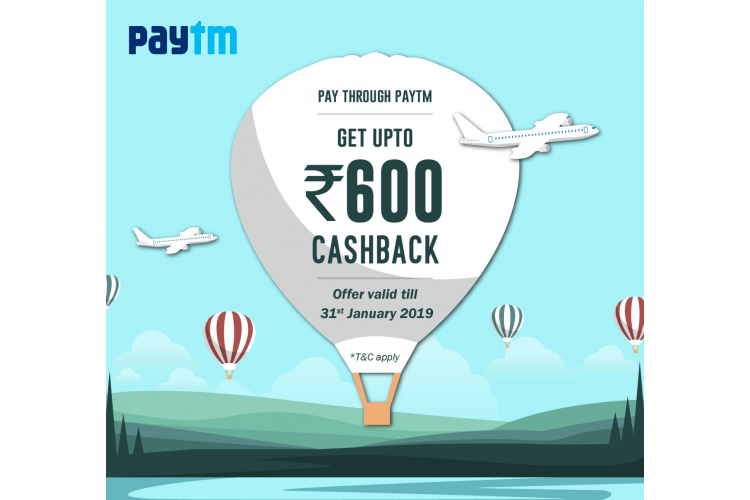 paytm
PAY THROUGH PAYTM
GET UPTO
₹600
CASHBACK
Offer valid till
31st January 2019
*T&C apply